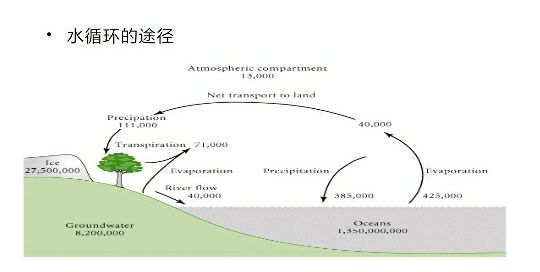 • 水循环的途径
Atmospheric compartment
13,000
Net transport to land
Precipation
111,000
40,000
Transpiration 71,000
Ice
27,500,000
Evaporation
Precipitation
Evaporation
River flow
40,000
385,000
425,000
Groundwater
8,200,000
Oceans
1,350,000,000